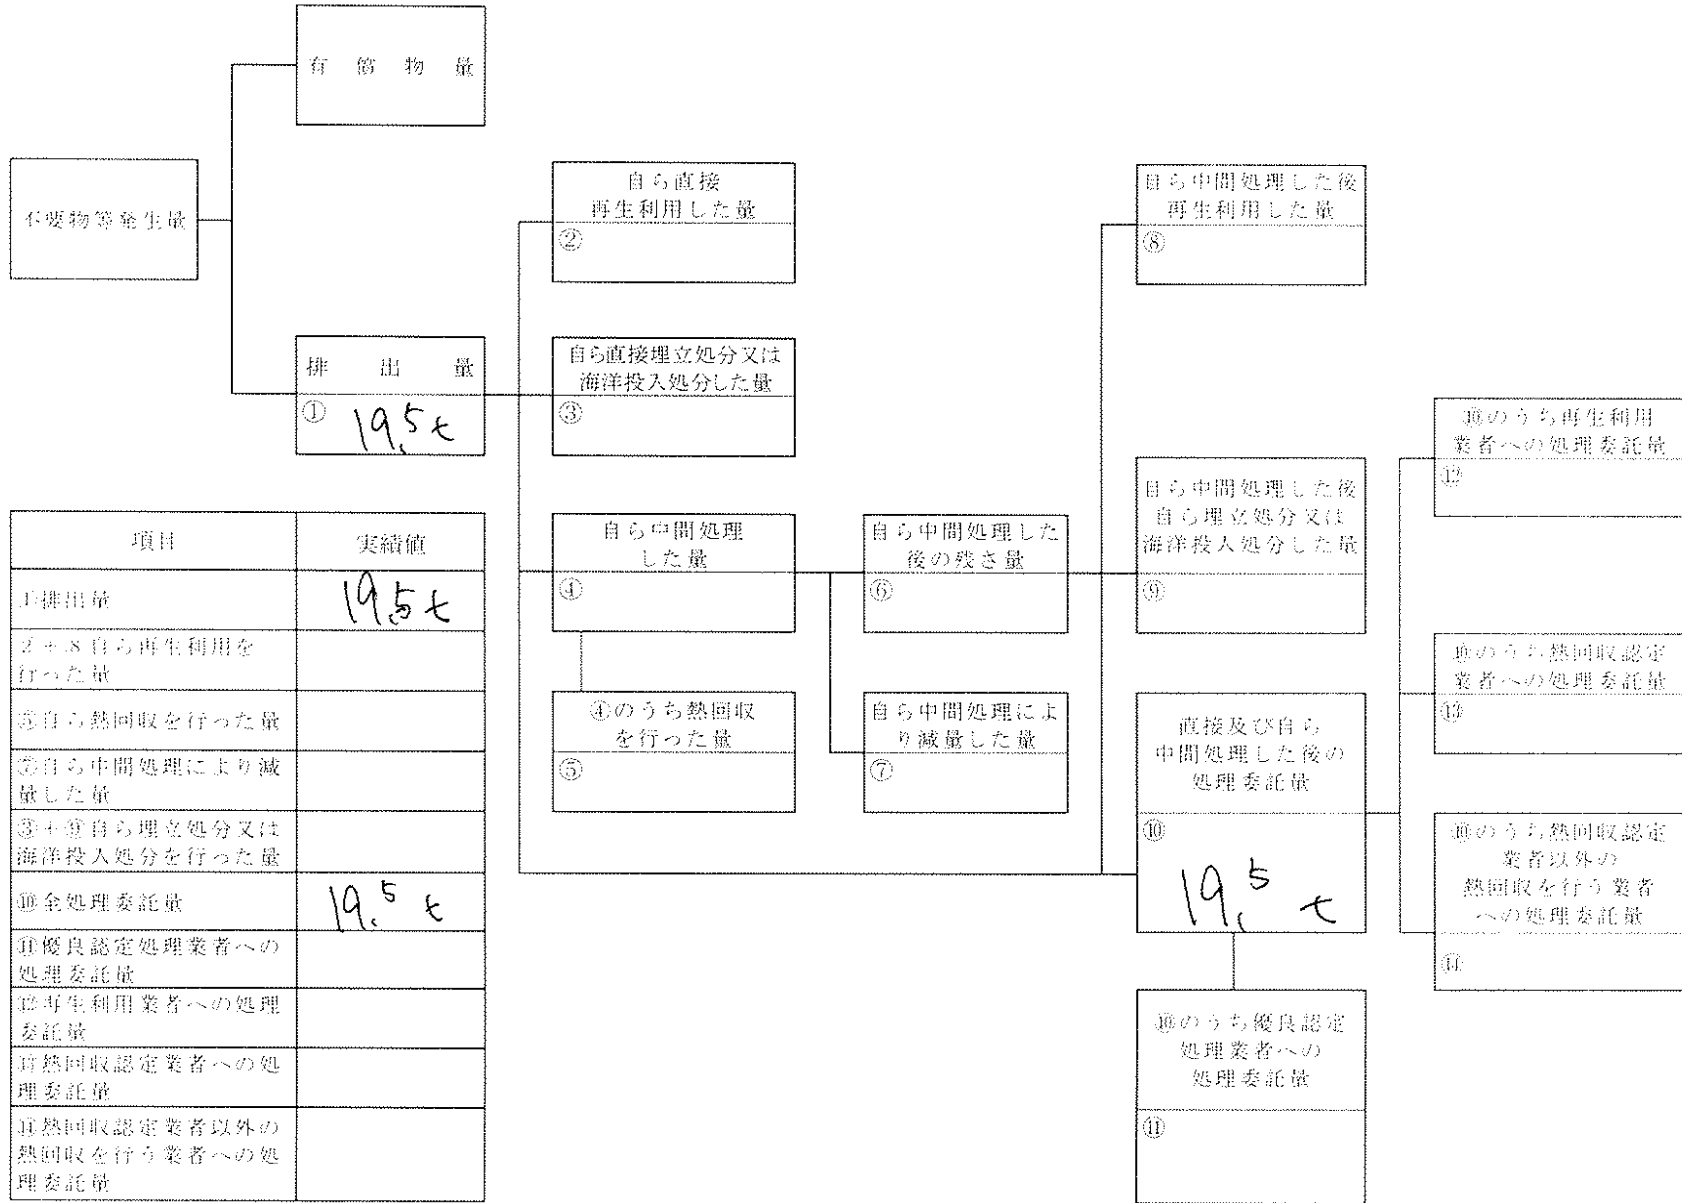 有償物量
不要物等発生量
排出量
① 19.5t
自ら直接
再生利用した量
②
自ら直接埋立処分又は
海洋投入処分した量
③
自ら中間処理
した量
④
④のうち熱回収
を行った量
⑤
自ら中間処理した
後の残さ量
⑥
自ら中間処理によ
り減量した量
⑦
自ら中間処理した後
再生利用した量
⑧
自ら中間処理した後
自ら埋立処分又は
海洋投入処分した量
⑨
直接及び自ら
中間処理した後の
処理委託量
⑩
19.5 t
⑩のうち優良認定
処理業者への
処理委託量
⑪
⑩のうち再生利用
業者への処理委託量
⑫
⑩のうち熱回収認定
業者への処理委託量
⑬
⑩のうち熱回収認定
業者以外の
熱回収を行う業者
への処理委託量
⑭
項目 実績値
①排出量 19.5t
②+⑧自ら再生利用を
行った量
⑤自ら熱回収を行った量
⑦自ら中間処理により減
量した量
③+⑨自ら埋立処分又は
海洋投入処分を行った量
⑩全処理委託量 19.5 t
⑪優良認定処理業者への
処理委託量
⑫再生利用業者への処理
委託量
⑬熱回収認定業者への処
理委託量
⑭熱回収認定業者以外の
熱回収を行う業者への処
理委託量